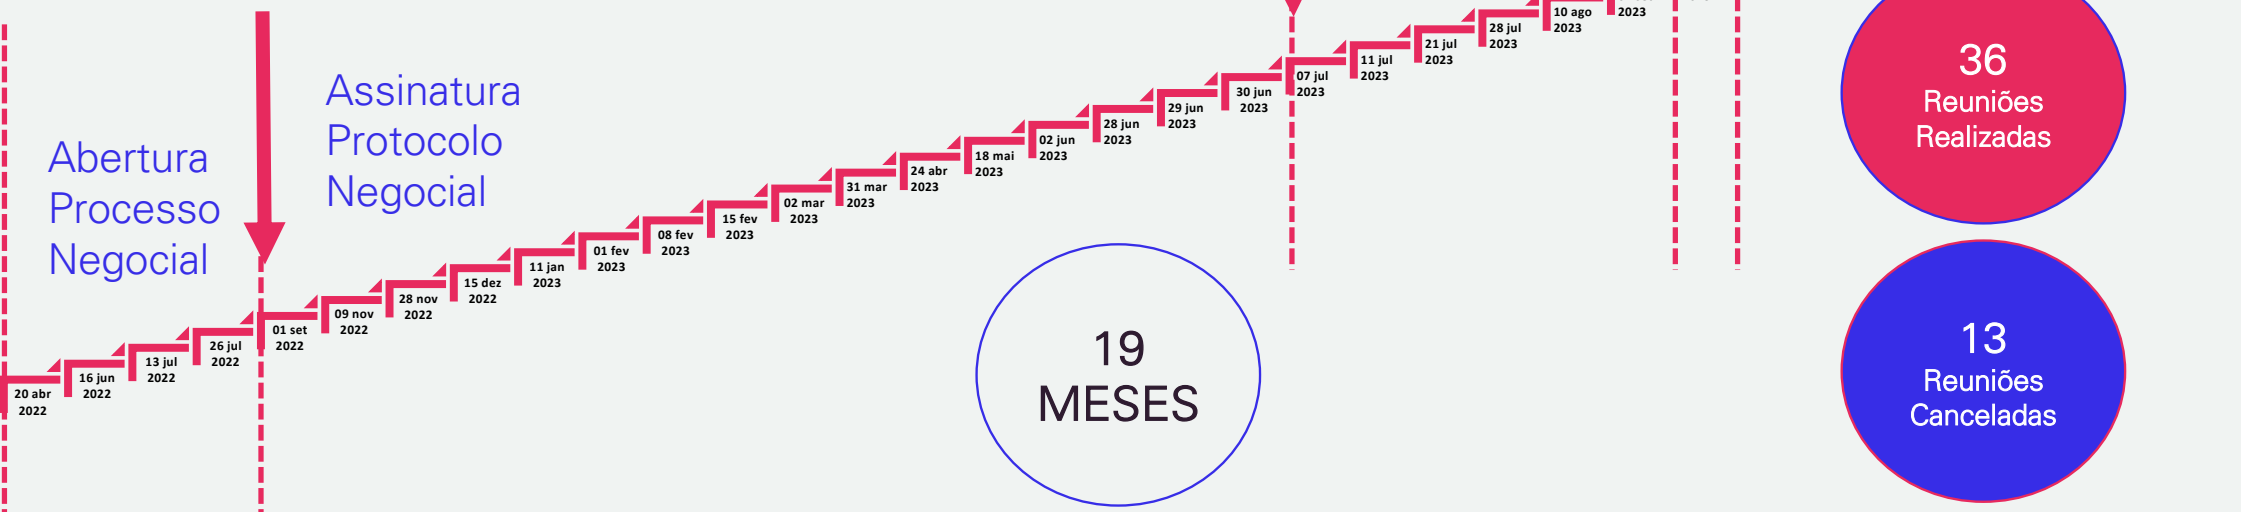 Abertura
Processo
Negocial
Assinatura
Protocolo
Negocial
20 abr
2022
16 jun
2022
13 jul
2022
26 jul
2022
01 set
2022
09 nov
2022
28 nov
2022
15 dez
2022
11 jan
2023
01 fev
2023
08 fev
2023
15 fev
2023
02 mar
2023
31 mar
2023
24 abr
2023
18 mai
2023
02 jun
2023
28 jun
2023
29 jun
2023
30 jun
2023
07 jul
2023
11 jul
2023
21 jul
2023
28 jul
2023
10 ago
2023
2023
19
MESES
36
Reuniões
Realizadas
13
Reuniões
Canceladas